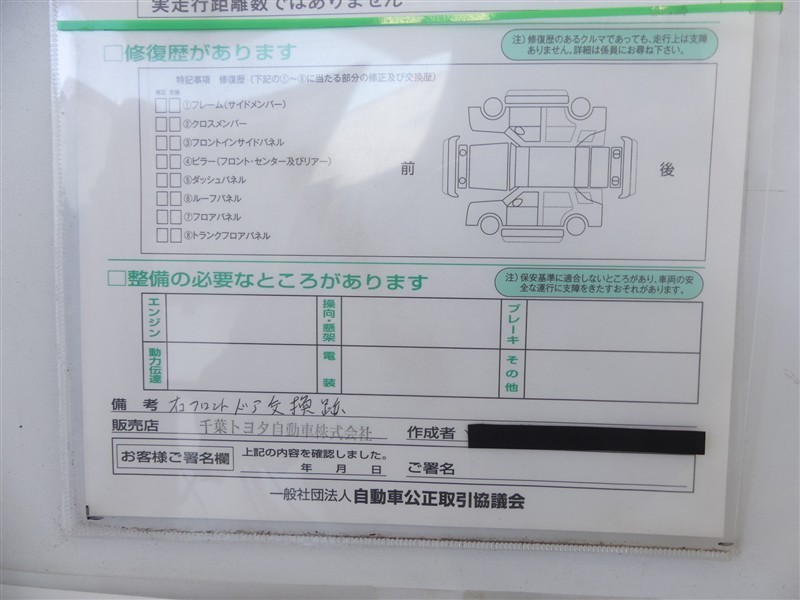 実走行距離数ではありません
□修復歴があります
注)修復歴のあるクルマであっても、走行上は支障
ありません。詳細は係員にお尋ね下さい。
特記事項 修復歴(下記の①~⑧に当たる部分の修正及び交換歴)
修正 交換
①フレーム(サイドメンバー)
②クロスメンバー
③フロントインサイドパネル
④ピラー(フロント・センター及びリアー)
⑤ダッシュパネル
⑥ルーフパネル
⑦フロアパネル
⑧トランクフロアパネル
前
後
□整備の必要なところがあります
注)保安基準に適合しないところがあり、車両の安
全な運行に支障をきたすおそれがあります。
エンジン
操向・懸架
ブレーキ
動力伝達
電装
その他
備考 右フロントドア交換跡
販売店 千葉トヨタ自動車株式会社 作成者
お客様ご署名欄
上記の内容を確認しました。
年 月 日 ご署名
一般社団法人 自動車公正取引協議会